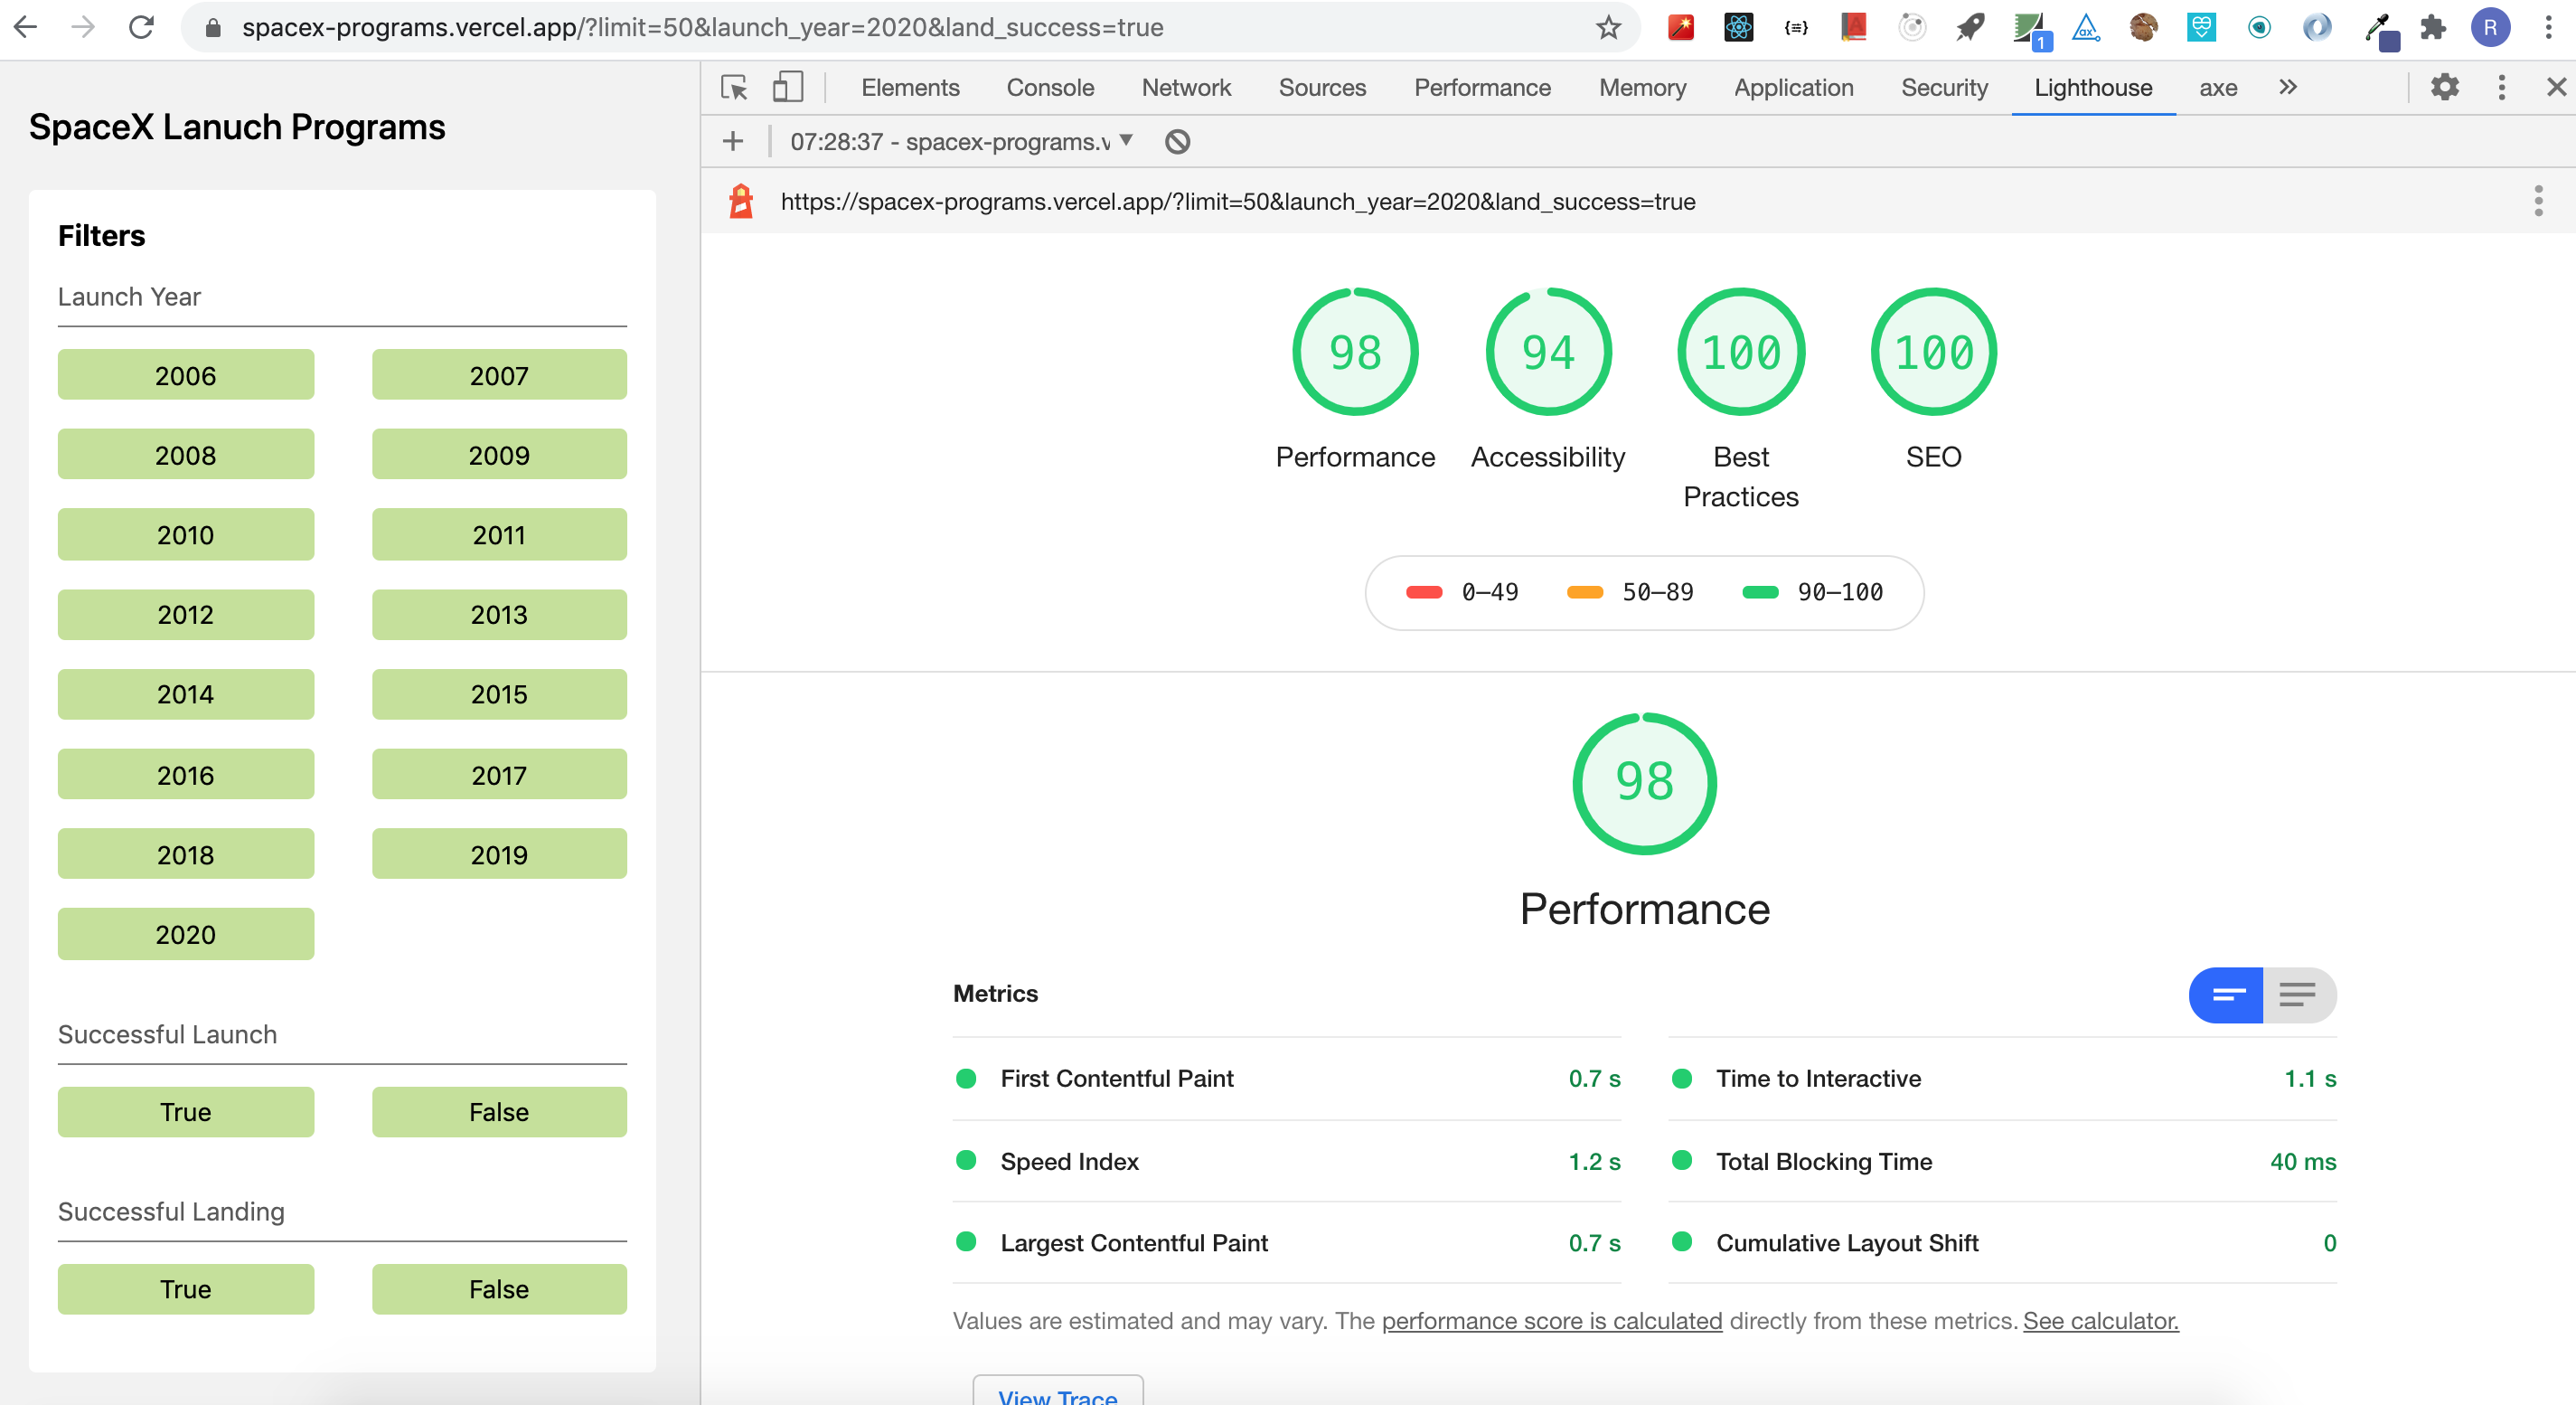 spacex-programs.vercel.app/?limit=50&launch_year=2020&land_success=true
1
ax
R
SpaceX Lanuch Programs
Filters
Launch Year
2006 2007
2008 2009
2010 2011
2012 2013
2014 2015
2016 2017
2018 2019
2020
Successful Launch
True False
Successful Landing
True False
Elements Console Network Sources Performance Memory Application Security Lighthouse axe »
+ 07:28:37 - spacex-programs.v
https://spacex-programs.vercel.app/?limit=50&launch_year=2020&land_success=true
98 94 100 100
Performance Accessibility Best Practices SEO
0–49 50–89 90–100
98
Performance
Metrics
First Contentful Paint 0.7 s
Time to Interactive 1.1 s
Speed Index 1.2 s
Total Blocking Time 40 ms
Largest Contentful Paint 0.7 s
Cumulative Layout Shift 0
Values are estimated and may vary. The performance score is calculated directly from these metrics. See calculator.
View Trace